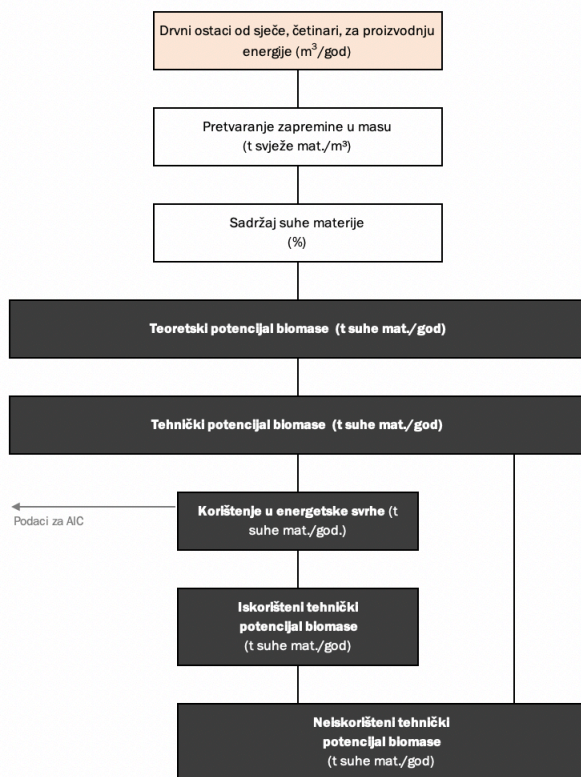 Drvni ostaci od sječe, četinari, za proizvodnju
energije (m³/god)
Pretvaranje zapremine u masu
(t svježe mat./m³)
Sadržaj suhe materije
(%)
Teoretski potencijal biomase (t suhe mat./god)
Tehnički potencijal biomase (t suhe mat./god)
Korištenje u energetske svrhe (t
suhe mat./god.)
Podaci za AIC
Iskorišteni tehnički
potencijal biomase
(t suhe mat./god)
Neiskorišteni tehnički
potencijal biomase
(t suhe mat./god)